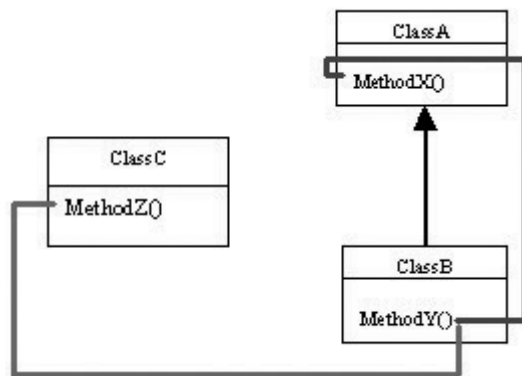 ClassA
MethodX()
ClassC
MethodZ()
ClassB
MethodY()